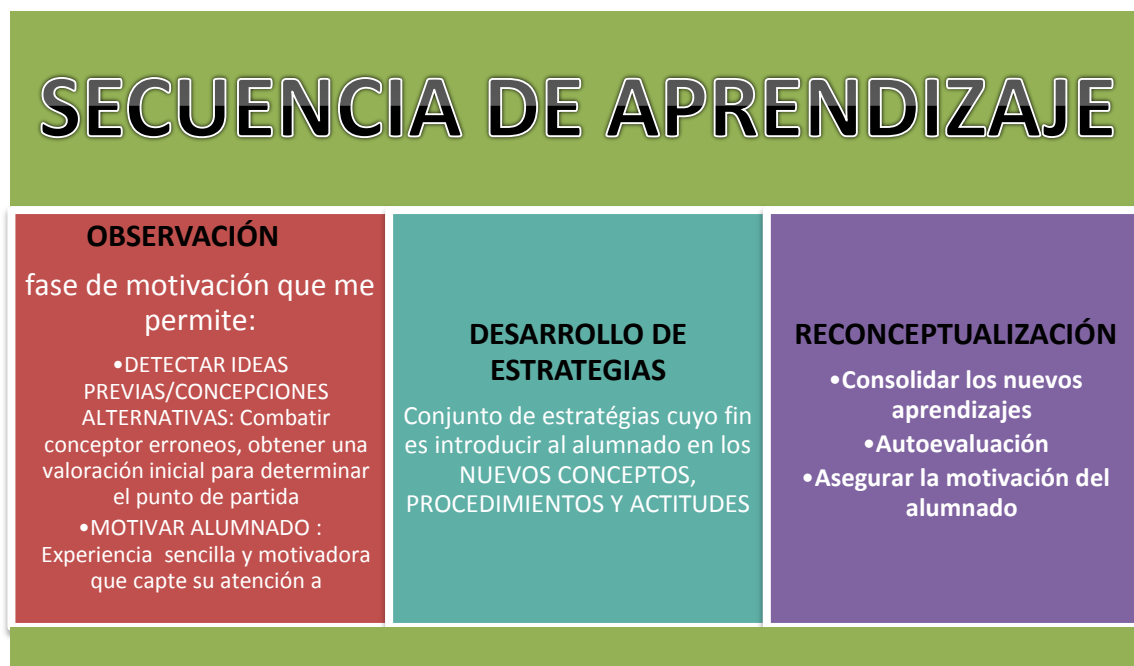 SECUENCIA DE APRENDIZAJE
OBSERVACIÓN
fase de motivación que me
permite:
•DETECTAR IDEAS
PREVIAS/CONCEPCIONES
ALTERNATIVAS: Combatir
conceptor erroneos, obtener una
valoración inicial para determinar
el punto de partida
•MOTIVAR ALUMNADO :
Experiencia sencilla y motivadora
que capte su atención a
DESARROLLO DE
ESTRATEGIAS
Conjunto de estratégias cuyo fin
es introducir al alumnado en los
NUEVOS CONCEPTOS,
PROCEDIMIENTOS Y ACTITUDES
RECONCEPTUALIZACIÓN
•Consolidar los nuevos
aprendizajes
•Autoevaluación
•Asegurar la motivación del
alumnado